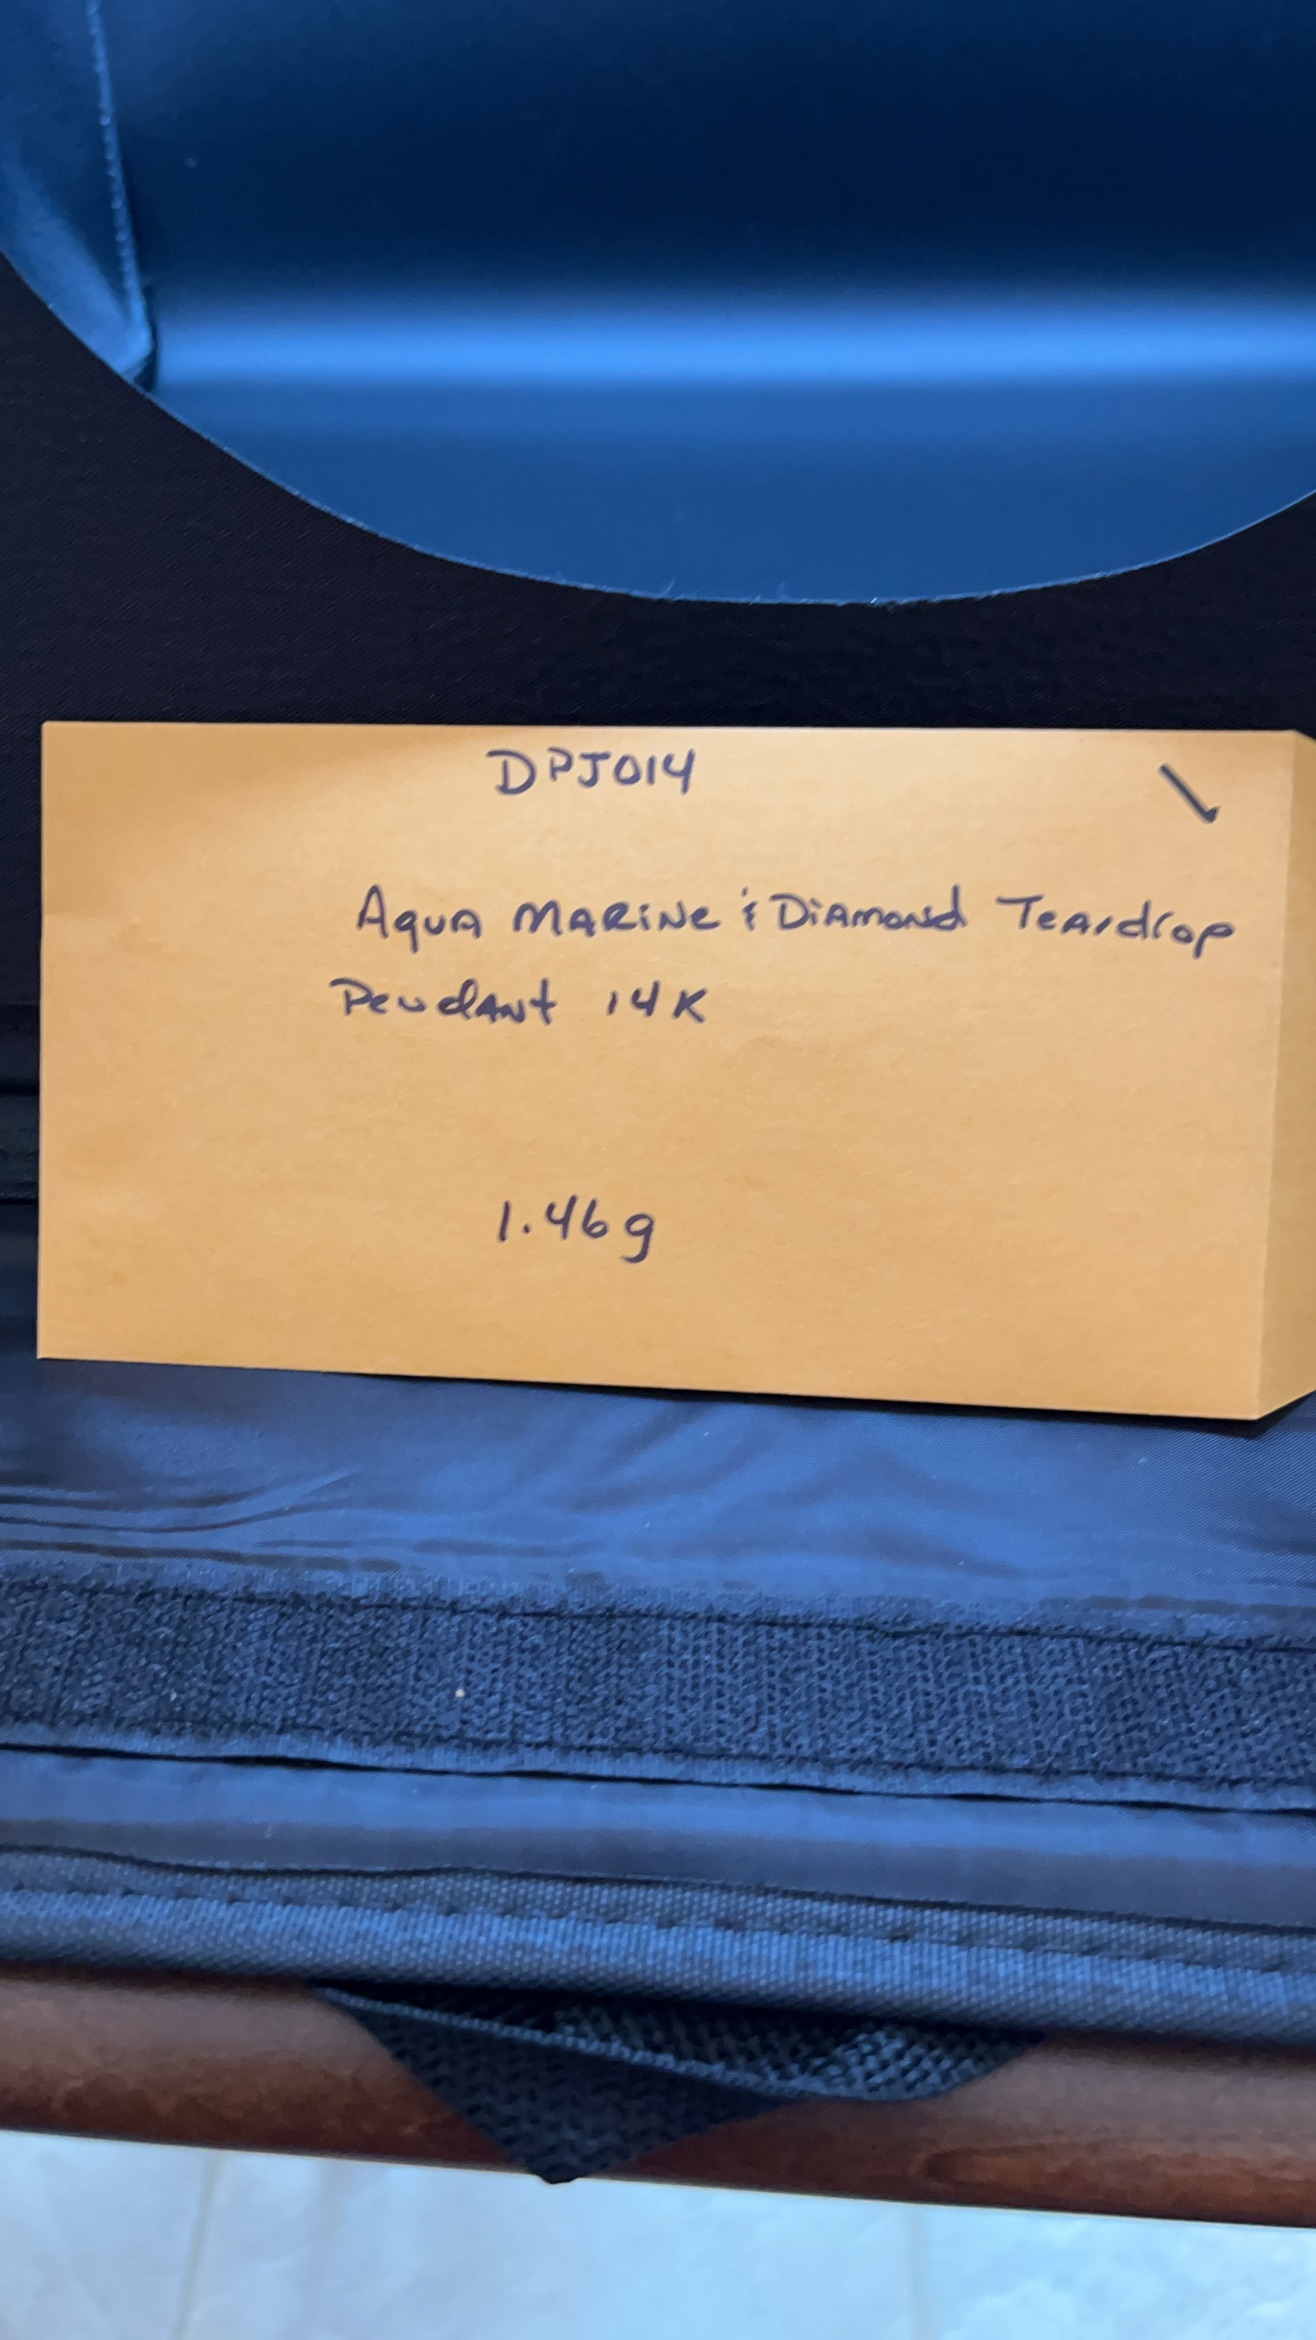 DPJ014
Aqua Marine & Diamond Teardrop
Pendant 14K
1.46g